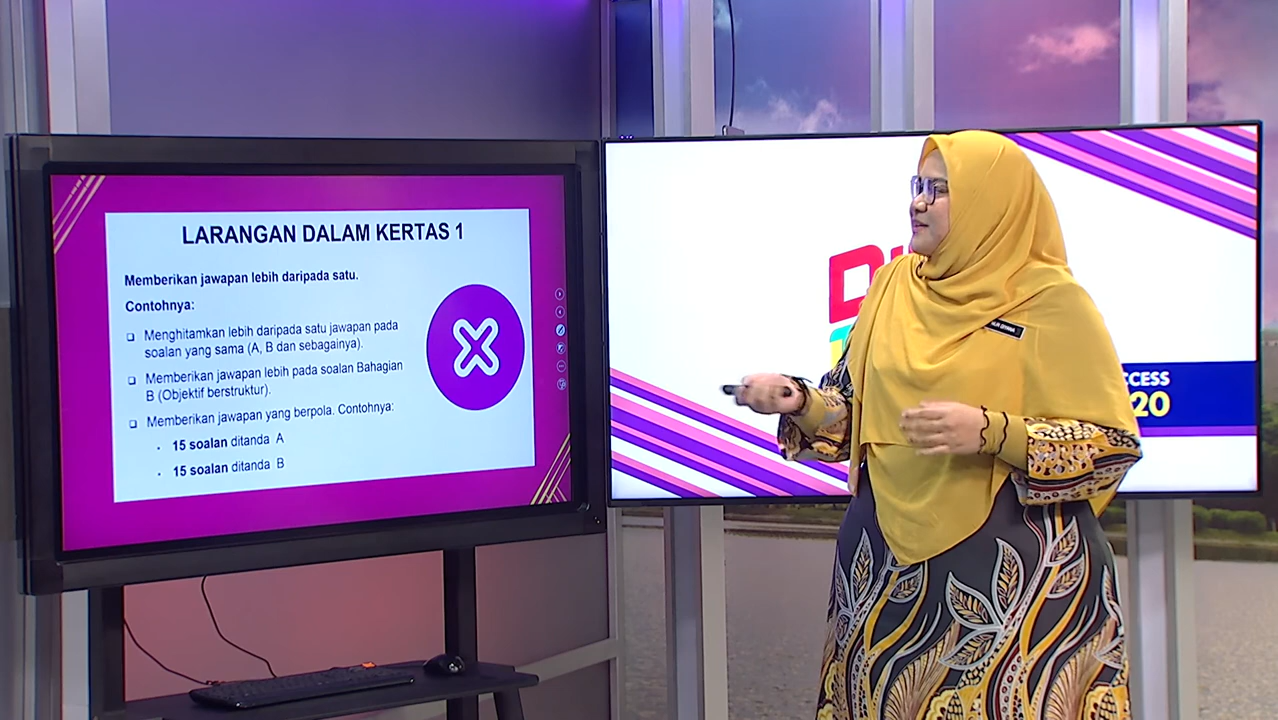 LARANGAN DALAM KERTAS 1
Memberikan jawapan lebih daripada satu.
Contohnya:
Menghitamkan lebih daripada satu jawapan pada
soalan yang sama (A, B dan sebagainya).
Memberikan jawapan lebih pada soalan Bahagian
B (Objektif berstruktur).
Memberikan jawapan yang berpola. Contohnya:
15 soalan ditanda A
15 soalan ditanda B
CCESS
20